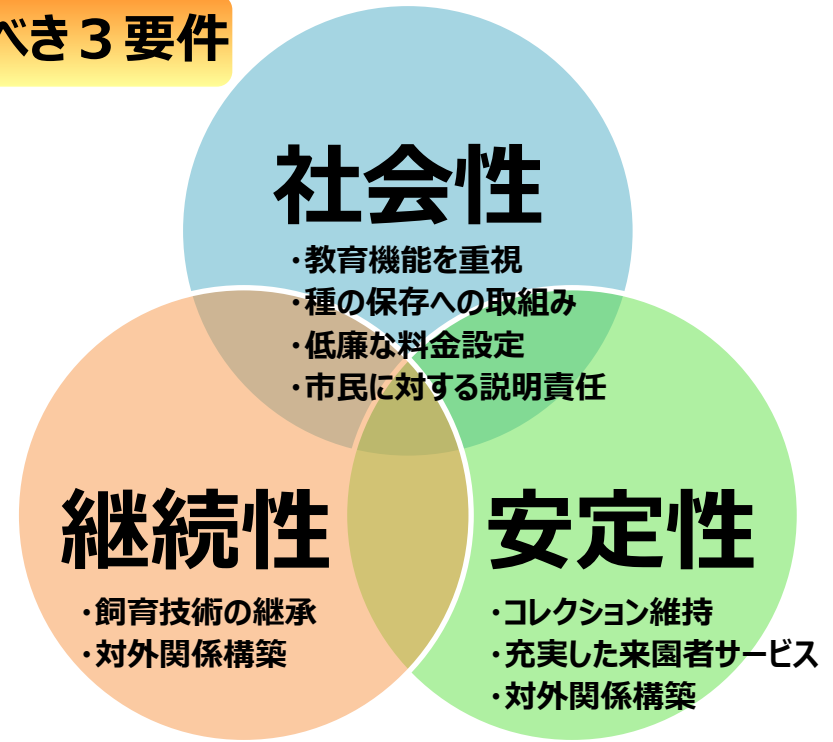 べき３要件
社会性
・教育機能を重視
・種の保存への取組み
・低廉な料金設定
・市民に対する説明責任
継続性
・飼育技術の継承
・対外関係構築
安定性
・コレクション維持
・充実した来園者サービス
・対外関係構築